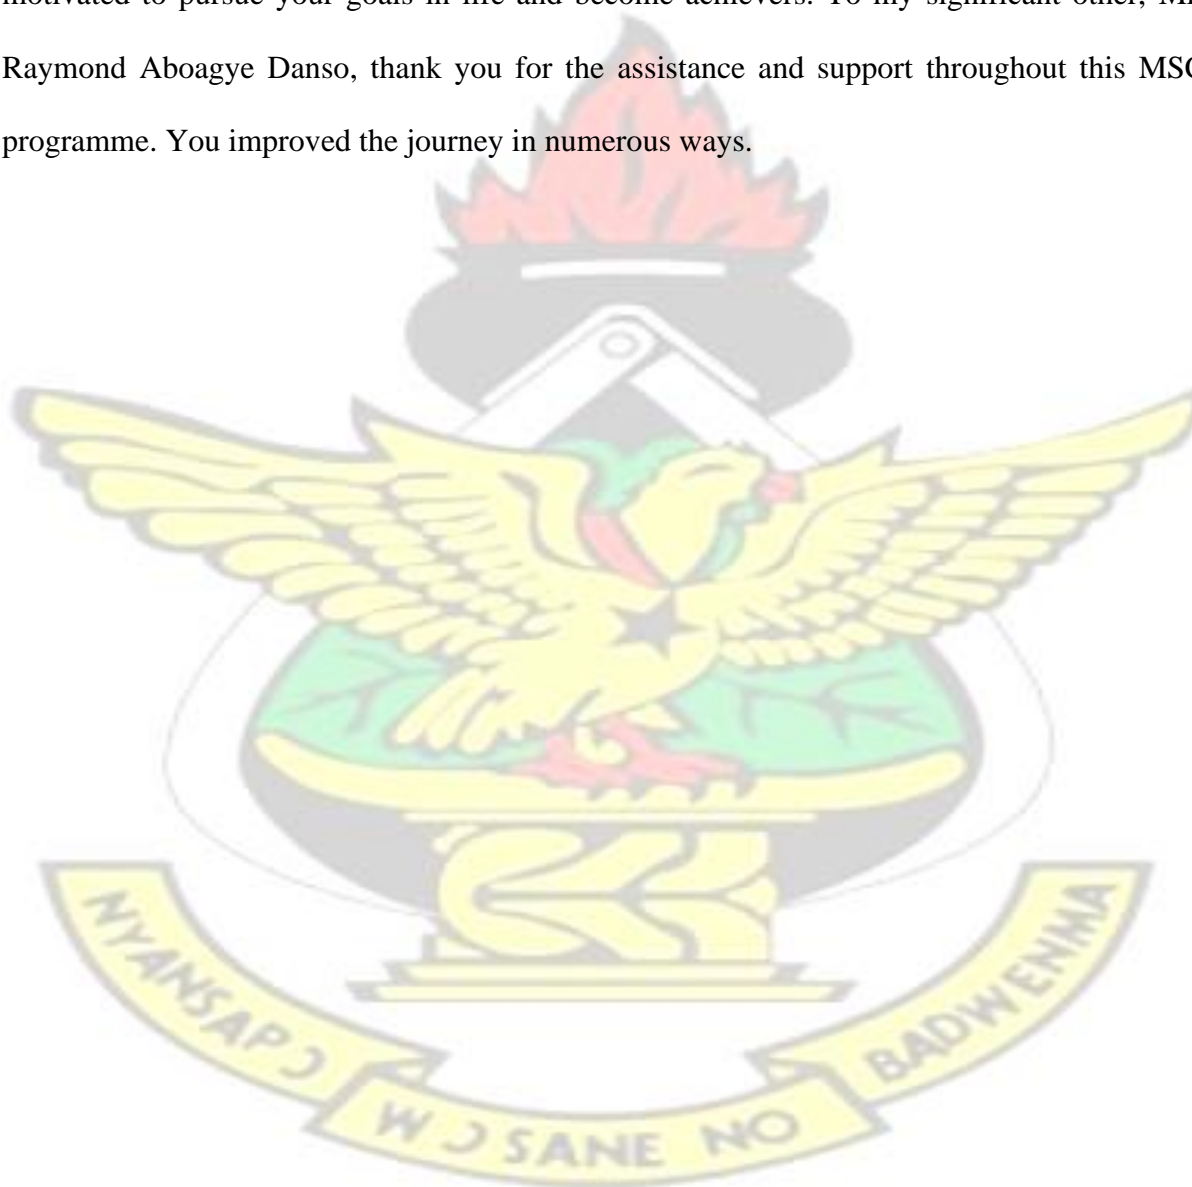 motivated to pursue your goals in life and become achievers. To my significant other,
Raymond Aboagye Danso, thank you for the assistance and support throughout this MSC
programme. You improved the journey in numerous ways.
NYANSAPƆ
WƆSANE NO
BADWENMA